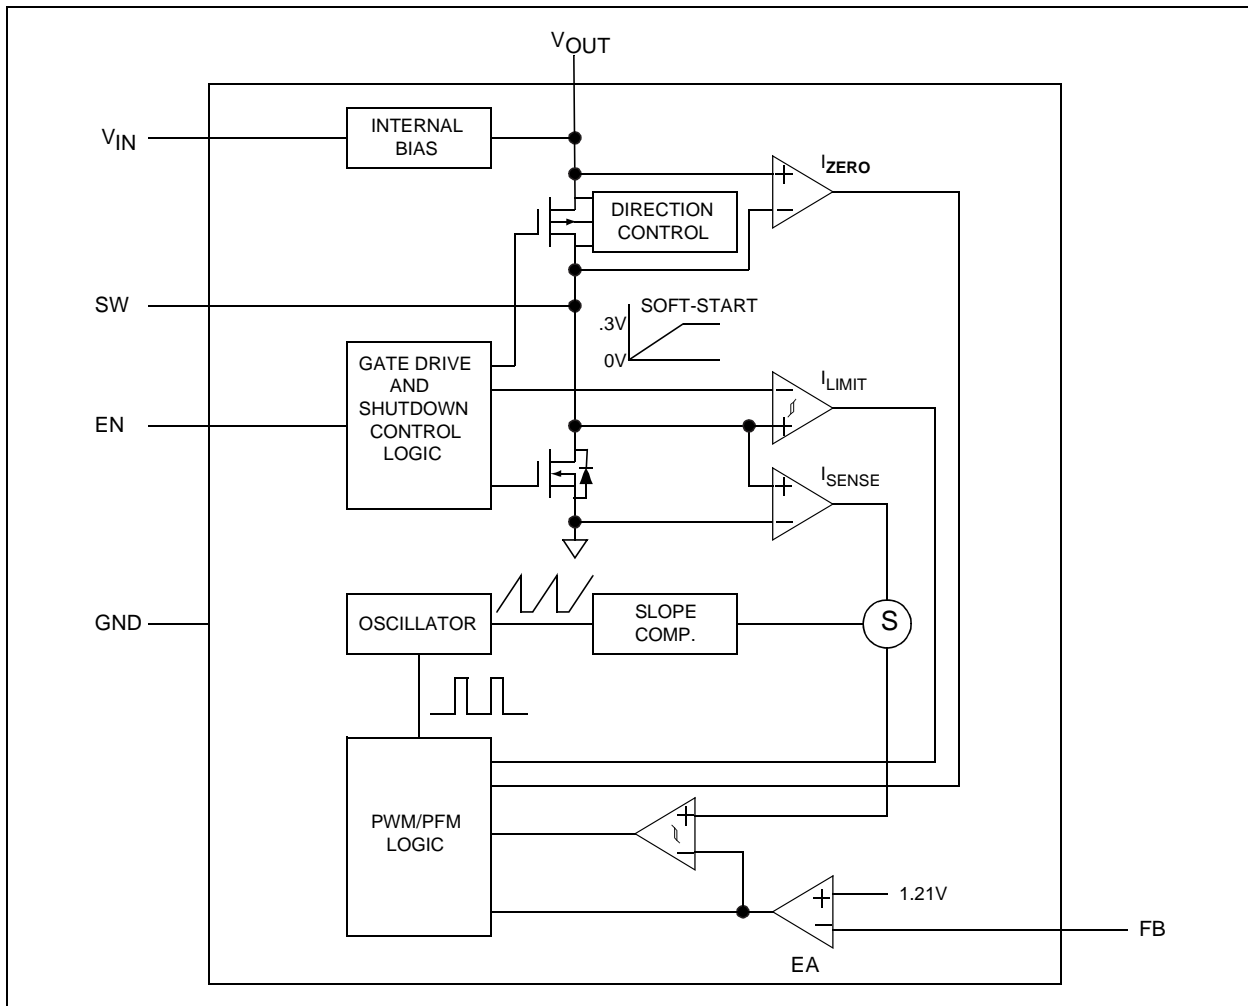 VOUT
VIN
INTERNAL
BIAS
IZERO
+
−
DIRECTION
CONTROL
SW
SOFT-START
.3V
0V
GATE DRIVE
AND
SHUTDOWN
CONTROL
LOGIC
ILIMIT
−
+
EN
ISENSE
+
−
GND
OSCILLATOR
SLOPE
COMP.
S
PWM/PFM
LOGIC
+
−
+
1.21V
−
FB
EA